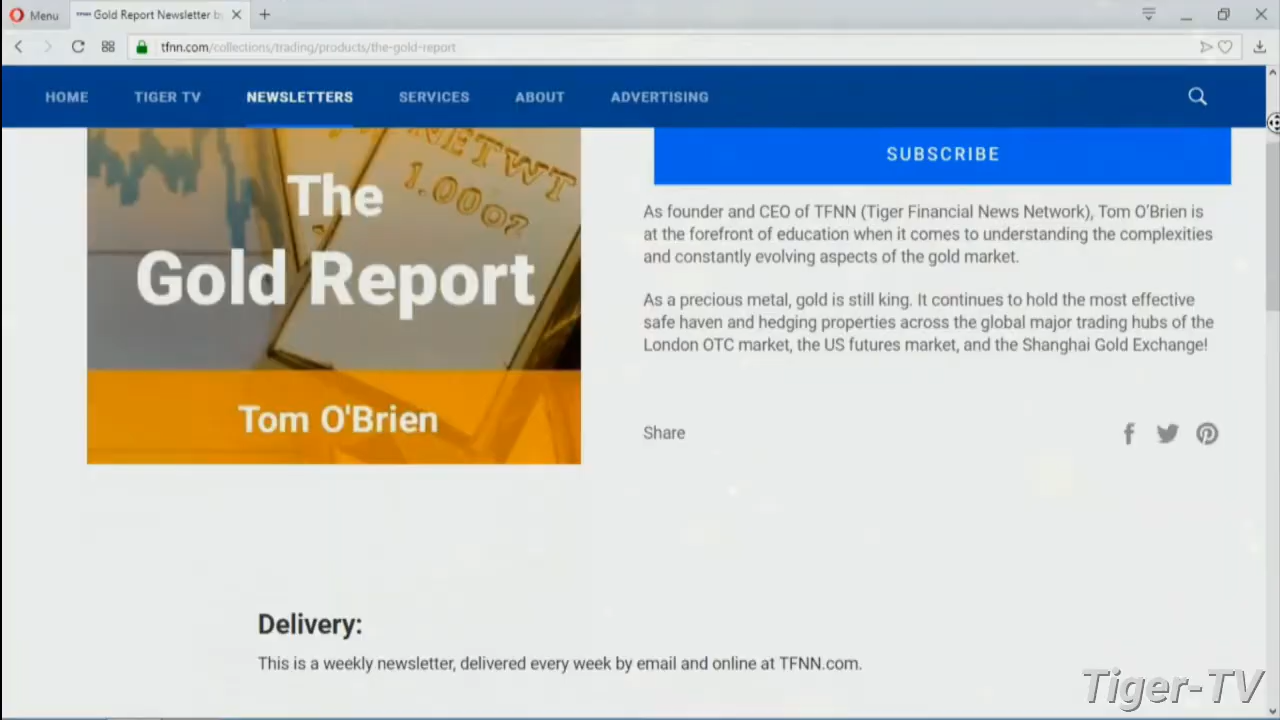 Menu
Gold Report Newsletter b
tfnn.com/collections/trading/products/the-gold-report
HOME
TIGER TV
NEWSLETTERS
SERVICES
ABOUT
ADVERTISING
NETWT
1.00oz
The
Gold Report
Tom O'Brien
SUBSCRIBE
As founder and CEO of TFNN (Tiger Financial News Network), Tom O'Brien is
at the forefront of education when it comes to understanding the complexities
and constantly evolving aspects of the gold market.
As a precious metal, gold is still king. It continues to hold the most effective
safe haven and hedging properties across the global major trading hubs of the
London OTC market, the US futures market, and the Shanghai Gold Exchange!
Share
Delivery:
This is a weekly newsletter, delivered every week by email and online at TFNN.com.
Tiger-TV